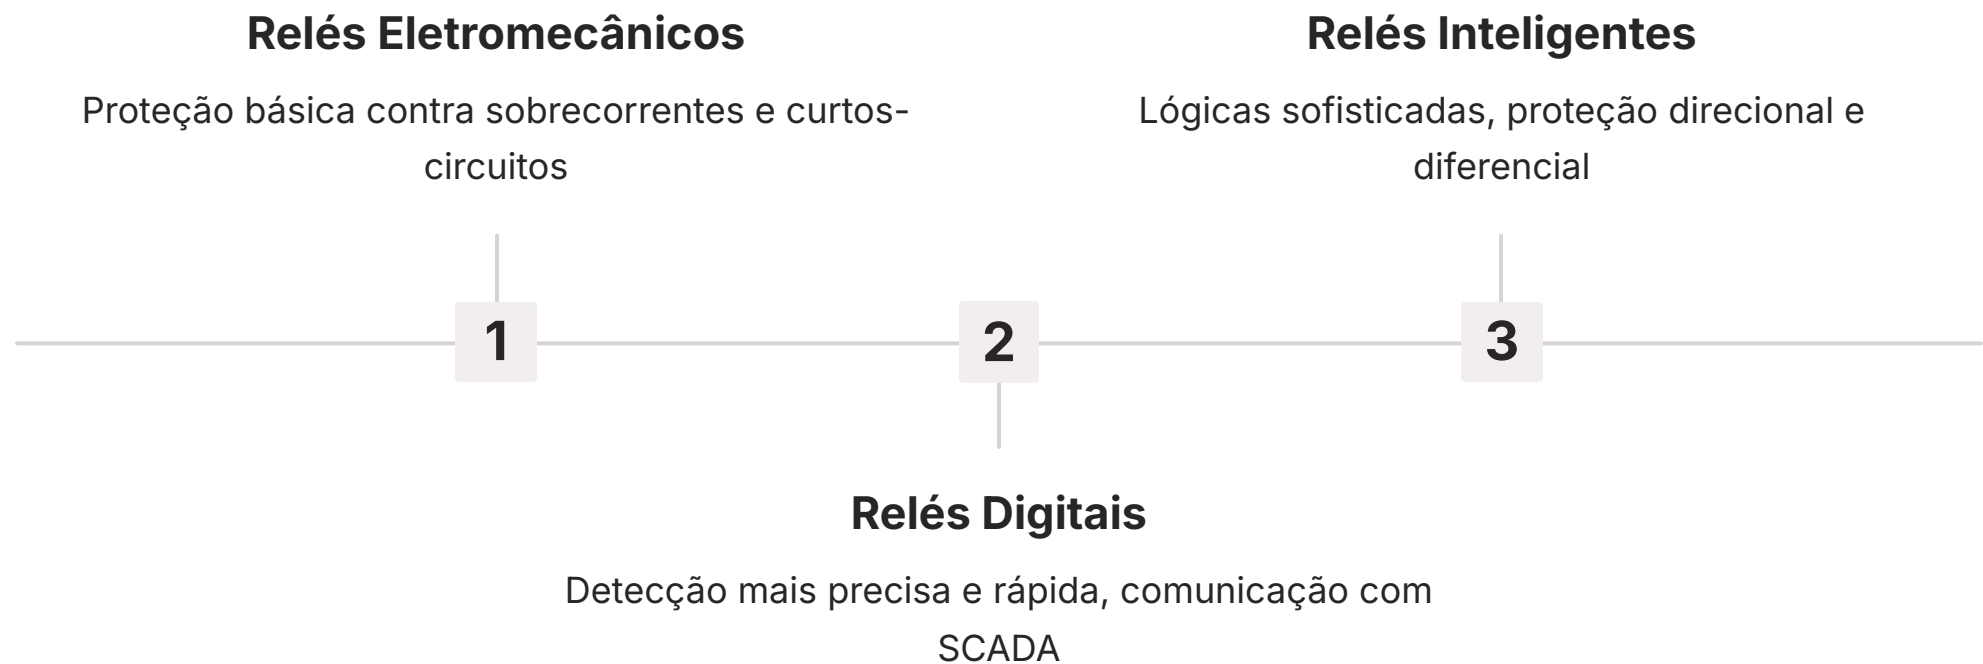 Relés Eletromecânicos
Proteção básica contra sobrecorrentes e curtos-
circuitos
Relés Inteligentes
Lógicas sofisticadas, proteção direcional e
diferencial
1
2
3
Relés Digitais
Detecção mais precisa e rápida, comunicação com
SCADA